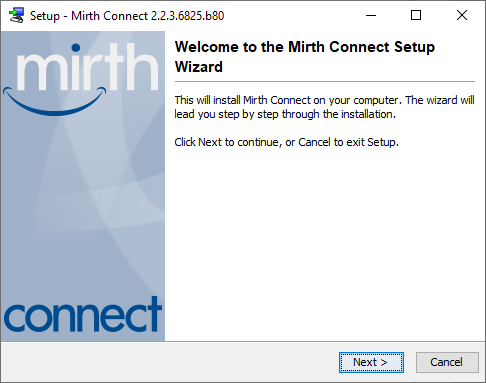 Setup - Mirth Connect 2.2.3.6825.b80
mirth
connect
Welcome to the Mirth Connect Setup
Wizard
This will install Mirth Connect on your computer. The wizard will
lead you step by step through the installation.
Click Next to continue, or Cancel to exit Setup.
Next >
Cancel